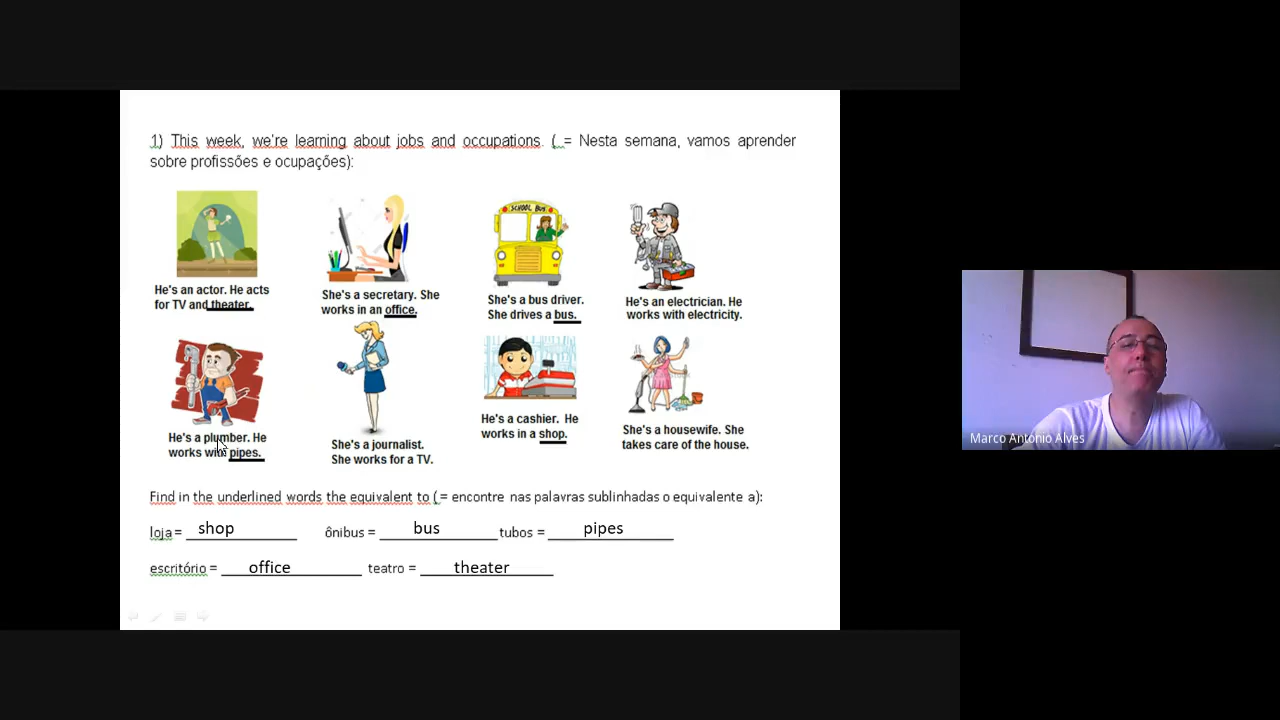 1) This week, we're learning about jobs and occupations. ( = Nesta semana, vamos aprender
sobre profissões e ocupações):
SCHOOL BUS
He's an actor. He acts
for TV and theater.
She's a secretary. She
works in an office.
She's a bus driver.
She drives a bus.
He's an electrician. He
works with electricity.
He's a plumber. He
works with pipes.
She's a journalist.
She works for a TV.
He's a cashier. He
works in a shop.
She's a housewife. She
takes care of the house.
Find in the underlined words the equivalent to ( = encontre nas palavras sublinhadas o equivalente a):
loja = shop ônibus = bus tubos = pipes
escritório = office teatro = theater
Marco Antonio Alves